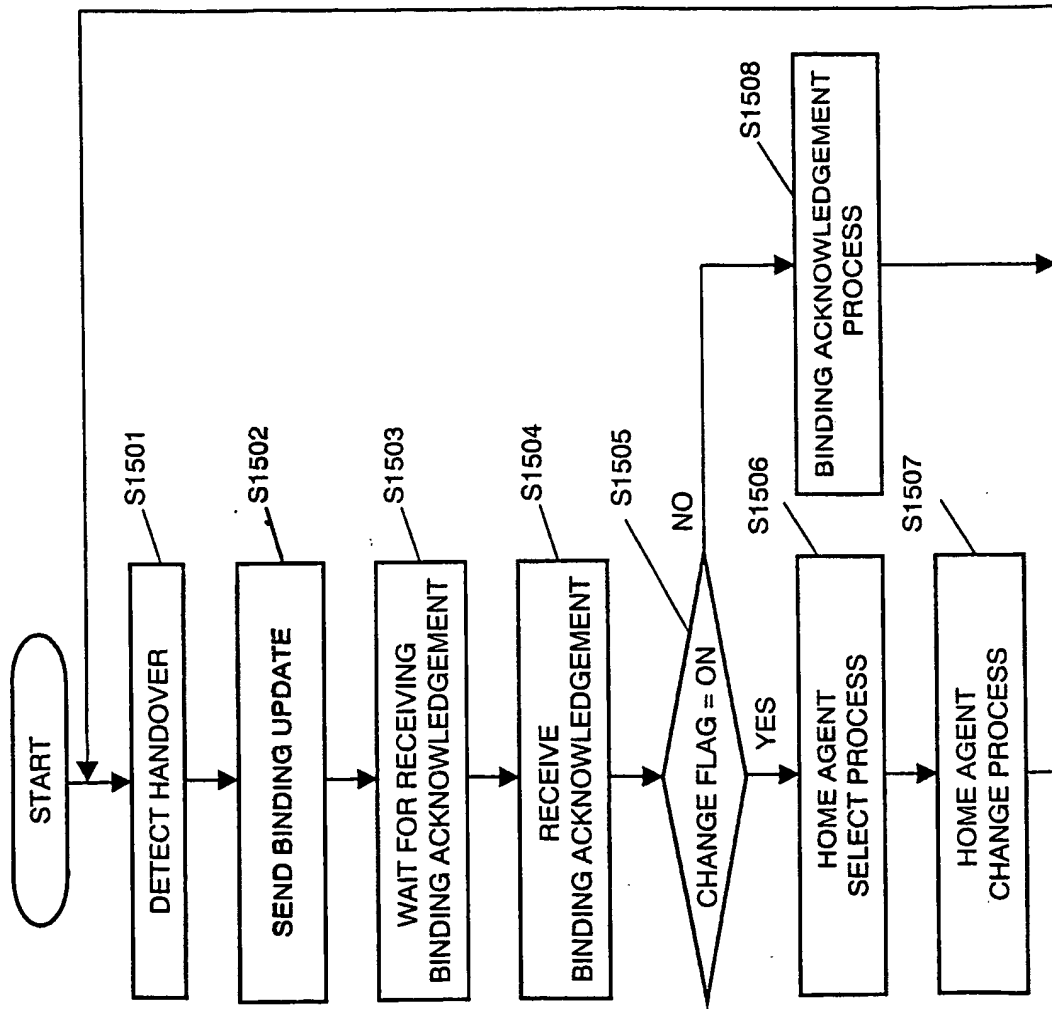 START
DETECT HANDOVER
S1501
SEND BINDING UPDATE
S1502
WAIT FOR RECEIVING
BINDING ACKNOWLEDGEMENT
S1503
RECEIVE
BINDING ACKNOWLEDGEMENT
S1504
CHANGE FLAG = ON
S1505
NO
YES
HOME AGENT
SELECT PROCESS
S1506
HOME AGENT
CHANGE PROCESS
S1507
BINDING ACKNOWLEDGEMENT
PROCESS
S1508